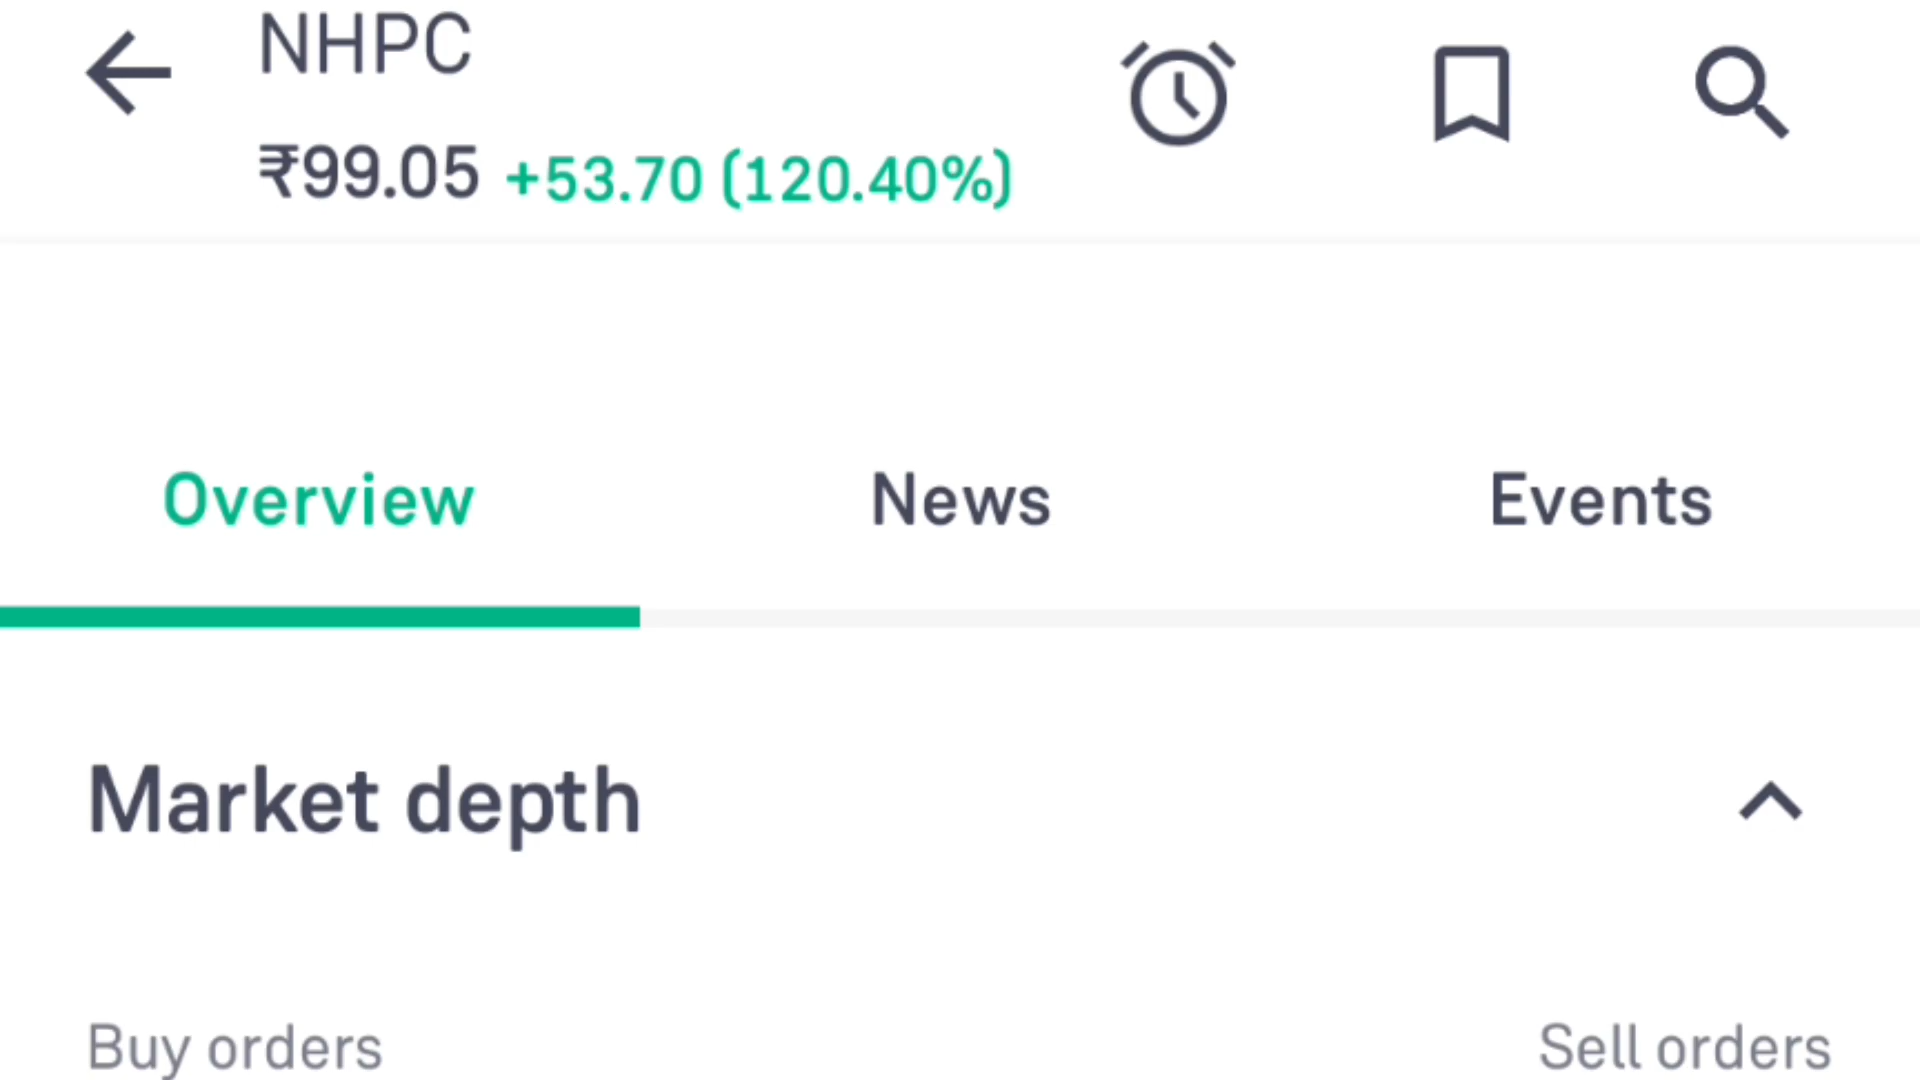 NHPC
₹99.05 +53.70 (120.40%)
Overview News Events
Market depth
Buy orders Sell orders